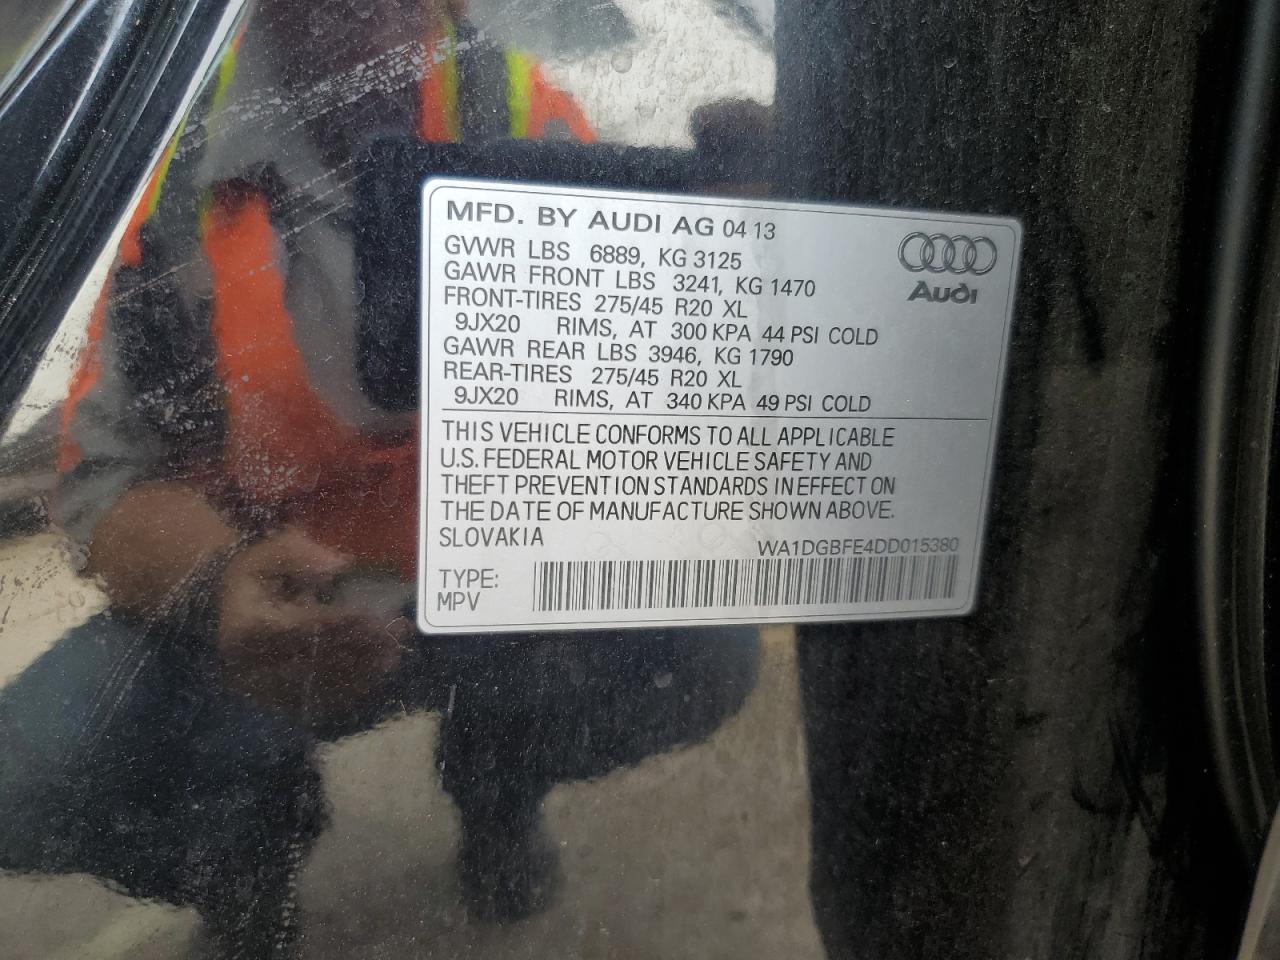 MFD. BY AUDI AG 04 13
GVWR LBS 6889, KG 3125
GAWR FRONT LBS 3241, KG 1470
FRONT-TIRES 275/45 R20 XL
9JX20 RIMS, AT 300 KPA 44 PSI COLD
GAWR REAR LBS 3946, KG 1790
REAR-TIRES 275/45 R20 XL
9JX20 RIMS, AT 340 KPA 49 PSI COLD
Audi
THIS VEHICLE CONFORMS TO ALL APPLICABLE
U.S. FEDERAL MOTOR VEHICLE SAFETY AND
THEFT PREVENTION STANDARDS IN EFFECT ON
THE DATE OF MANUFACTURE SHOWN ABOVE.
SLOVAKIA
WA1DGBFE4DD015380
TYPE:
MPV